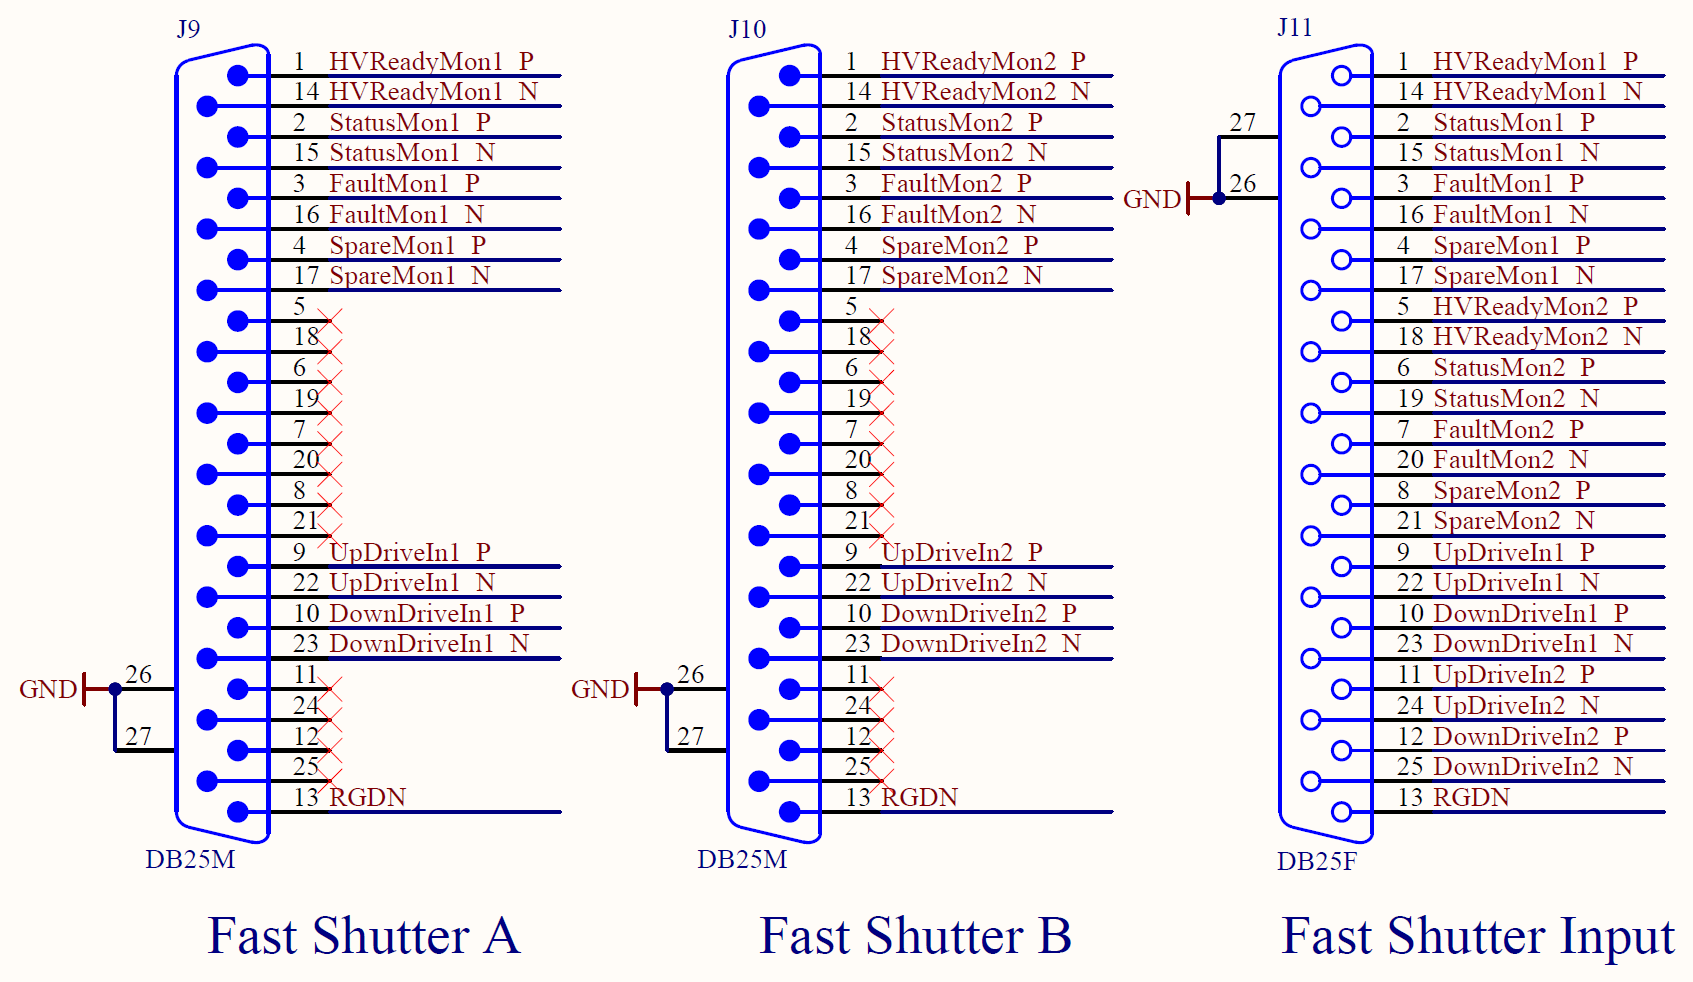 J9
1 HVReadyMon1 P
14 HVReadyMon1 N
2 StatusMon1 P
15 StatusMon1 N
3 FaultMon1 P
16 FaultMon1 N
4 SpareMon1 P
17 SpareMon1 N
5
18
6
19
7
20
8
21
9 UpDriveIn1 P
22 UpDriveIn1 N
10 DownDriveIn1 P
23 DownDriveIn1 N
11
24
12
25
13 RGDN
GND
26
27
DB25M
Fast Shutter A
J10
1 HVReadyMon2 P
14 HVReadyMon2 N
2 StatusMon2 P
15 StatusMon2 N
3 FaultMon2 P
16 FaultMon2 N
4 SpareMon2 P
17 SpareMon2 N
5
18
6
19
7
20
8
21
9 UpDriveIn2 P
22 UpDriveIn2 N
10 DownDriveIn2 P
23 DownDriveIn2 N
11
24
12
25
13 RGDN
GND
26
27
DB25M
Fast Shutter B
J11
27
GND
26
1 HVReadyMon1 P
14 HVReadyMon1 N
2 StatusMon1 P
15 StatusMon1 N
3 FaultMon1 P
16 FaultMon1 N
4 SpareMon1 P
17 SpareMon1 N
5 HVReadyMon2 P
18 HVReadyMon2 N
6 StatusMon2 P
19 StatusMon2 N
7 FaultMon2 P
20 FaultMon2 N
8 SpareMon2 P
21 SpareMon2 N
9 UpDriveIn1 P
22 UpDriveIn1 N
10 DownDriveIn1 P
23 DownDriveIn1 N
11 UpDriveIn2 P
24 UpDriveIn2 N
12 DownDriveIn2 P
25 DownDriveIn2 N
13 RGDN
DB25F
Fast Shutter Input